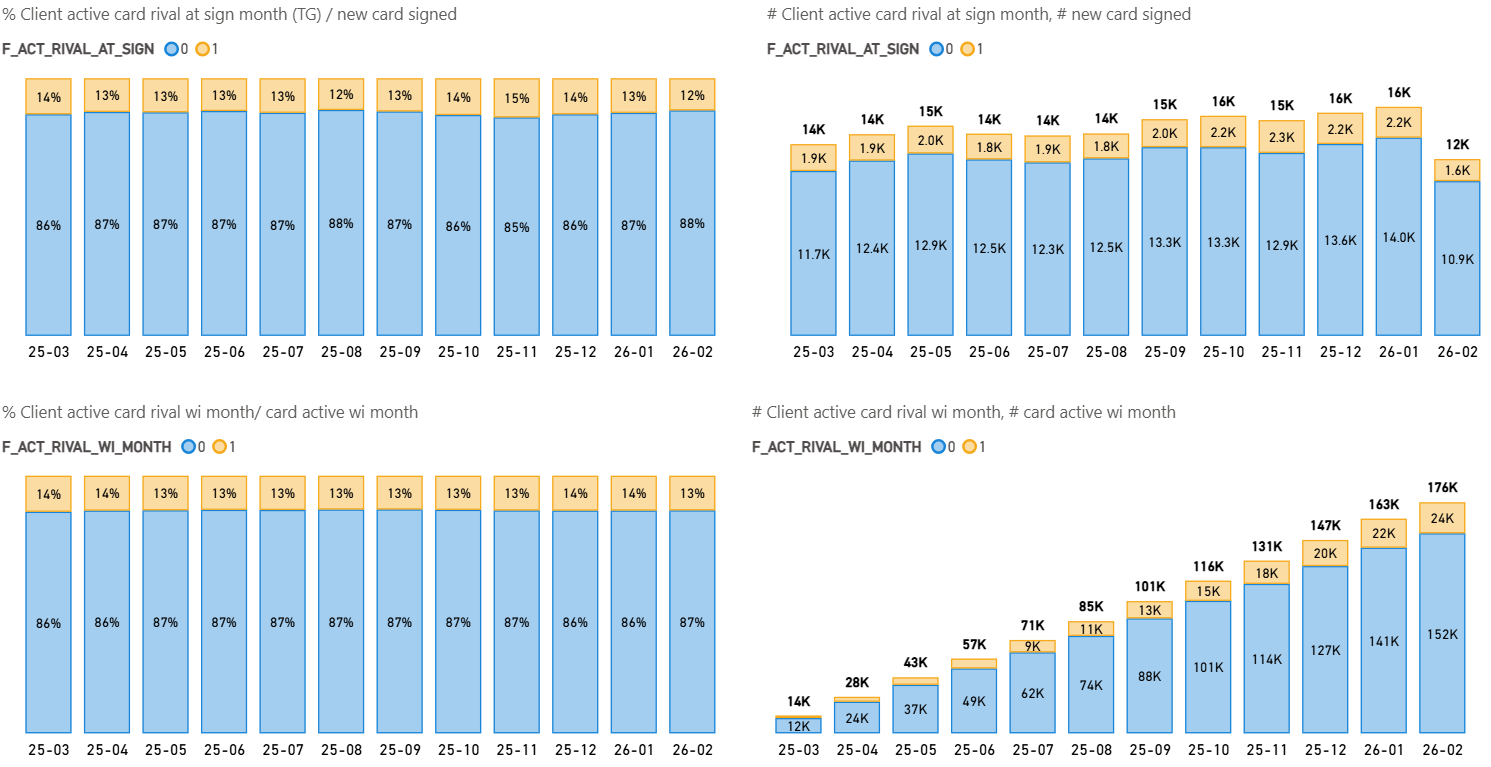 % Client active card rival at sign month (TG) / new card signed
F_ACT_RIVAL_AT_SIGN 0 1
14% 13% 13% 13% 13% 12% 13% 14% 15% 14% 13% 12%
86% 87% 87% 87% 87% 88% 87% 86% 85% 86% 87% 88%
25-03 25-04 25-05 25-06 25-07 25-08 25-09 25-10 25-11 25-12 26-01 26-02
# Client active card rival at sign month, # new card signed
F_ACT_RIVAL_AT_SIGN 0 1
14K 14K 15K 14K 14K 14K 15K 16K 15K 16K 16K 12K
1.9K 1.9K 2.0K 1.8K 1.9K 1.8K 2.0K 2.2K 2.3K 2.2K 2.2K 1.6K
11.7K 12.4K 12.9K 12.5K 12.3K 12.5K 13.3K 13.3K 12.9K 13.6K 14.0K 10.9K
25-03 25-04 25-05 25-06 25-07 25-08 25-09 25-10 25-11 25-12 26-01 26-02
% Client active card rival wi month/ card active wi month
F_ACT_RIVAL_WI_MONTH 0 1
14% 14% 13% 13% 13% 13% 13% 13% 13% 14% 14% 13%
86% 86% 87% 87% 87% 87% 87% 87% 87% 86% 86% 87%
25-03 25-04 25-05 25-06 25-07 25-08 25-09 25-10 25-11 25-12 26-01 26-02
# Client active card rival wi month, # card active wi month
F_ACT_RIVAL_WI_MONTH 0 1
14K 28K 43K 57K 71K 85K 101K 116K 131K 147K 163K 176K
9K 11K 13K 15K 18K 20K 22K 24K
12K 24K 37K 49K 62K 74K 88K 101K 114K 127K 141K 152K
25-03 25-04 25-05 25-06 25-07 25-08 25-09 25-10 25-11 25-12 26-01 26-02